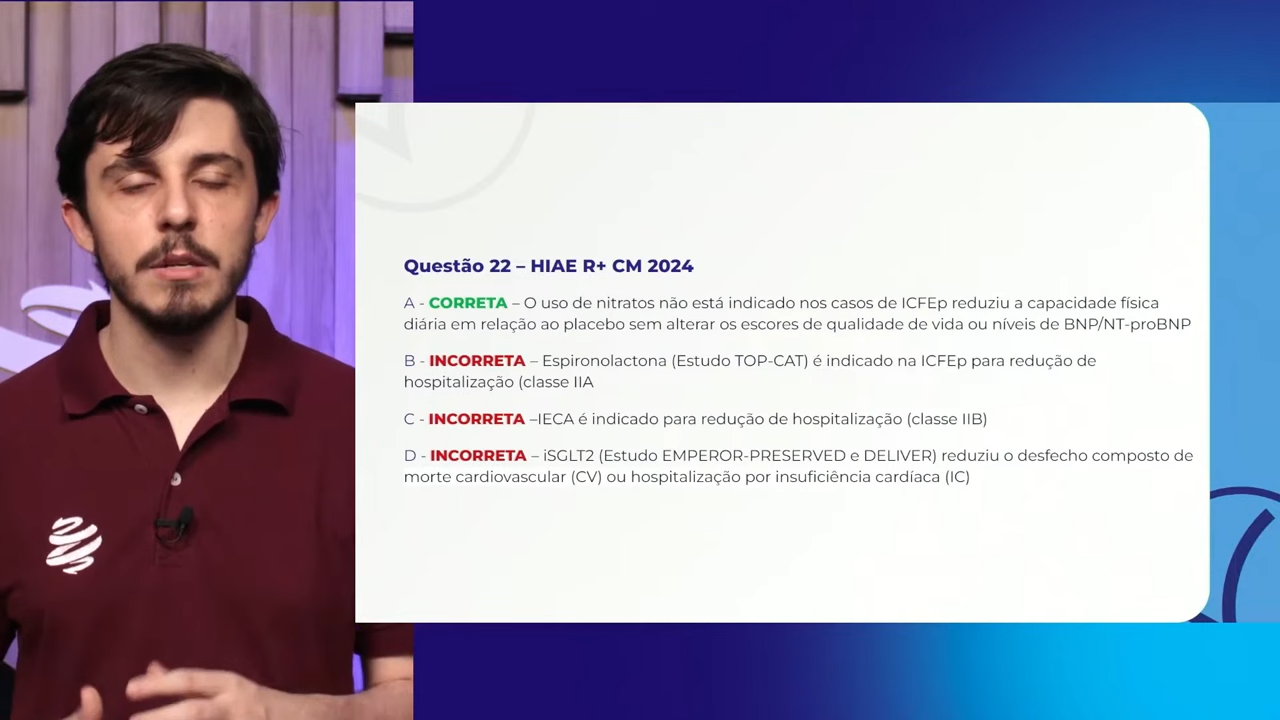 Questão 22 – HIAE R+ CM 2024
A - CORRETA – O uso de nitratos não está indicado nos casos de ICFEp reduziu a capacidade física
diária em relação ao placebo sem alterar os escores de qualidade de vida ou níveis de BNP/NT-proBNP
B - INCORRETA – Espironolactona (Estudo TOP-CAT) é indicado na ICFEp para redução de
hospitalização (classe IIA
C - INCORRETA –IECA é indicado para redução de hospitalização (classe IIB)
D - INCORRETA – iSGLT2 (Estudo EMPEROR-PRESERVED e DELIVER) reduziu o desfecho composto de
morte cardiovascular (CV) ou hospitalização por insuficiência cardíaca (IC)